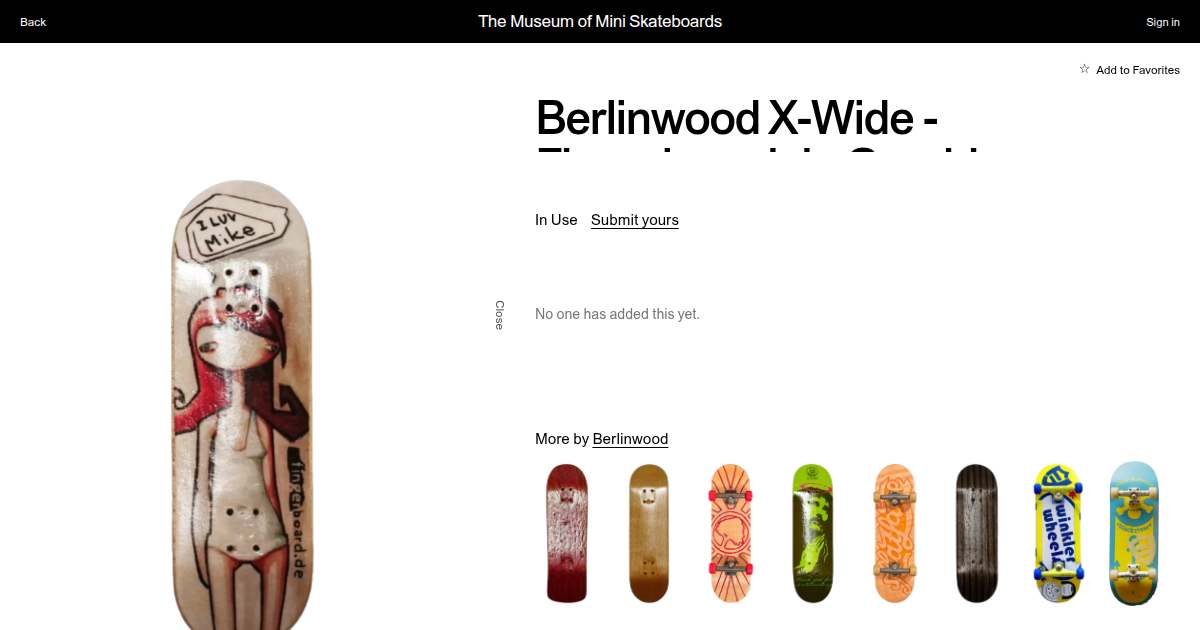 Back
The Museum of Mini Skateboards
Sign in
☆ Add to Favorites
Berlinwood X-Wide -
In Use Submit yours
Close
No one has added this yet.
More by Berlinwood
I LUV
Mike
fingerboard.de
winkler
wheels